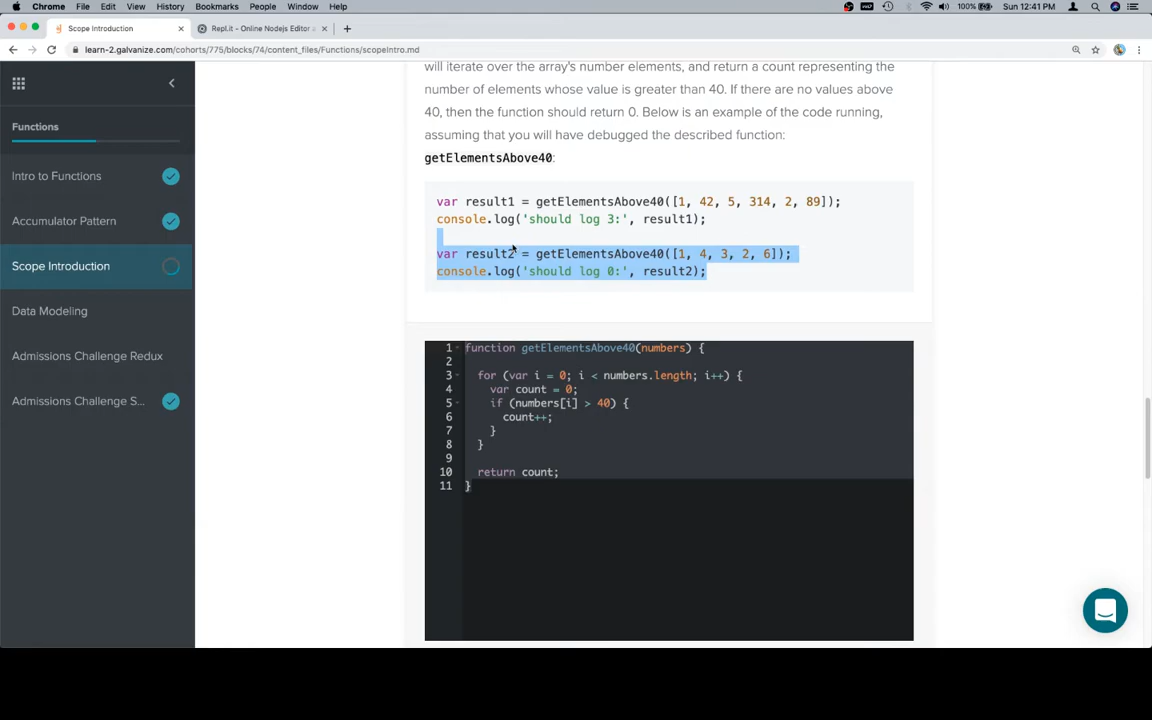 Chrome File Edit View History Bookmarks People Window Help
100% Sun 12:41 PM
Scope Introduction
Repl.it - Online Nodejs Editor
learn-2.galvanize.com/cohorts/775/blocks/74/content_files/Functions/scopeIntro.md
Functions
Intro to Functions
Accumulator Pattern
Scope Introduction
Data Modeling
Admissions Challenge Redux
Admissions Challenge S...
will iterate over the array's number elements, and return a count representing the
number of elements whose value is greater than 40. If there are no values above
40, then the function should return 0. Below is an example of the code running,
assuming that you will have debugged the described function:
getElementsAbove40:
var result1 = getElementsAbove40([1, 42, 5, 314, 2, 89]);
console.log('should log 3:', result1);
var result2 = getElementsAbove40([1, 4, 3, 2, 6]);
console.log('should log 0:', result2);
1 function getElementsAbove40(numbers) {
2
3 for (var i = 0; i < numbers.length; i++) {
4 var count = 0;
5 if (numbers[i] > 40) {
6 count++;
7 }
8 }
9
10 return count;
11 }